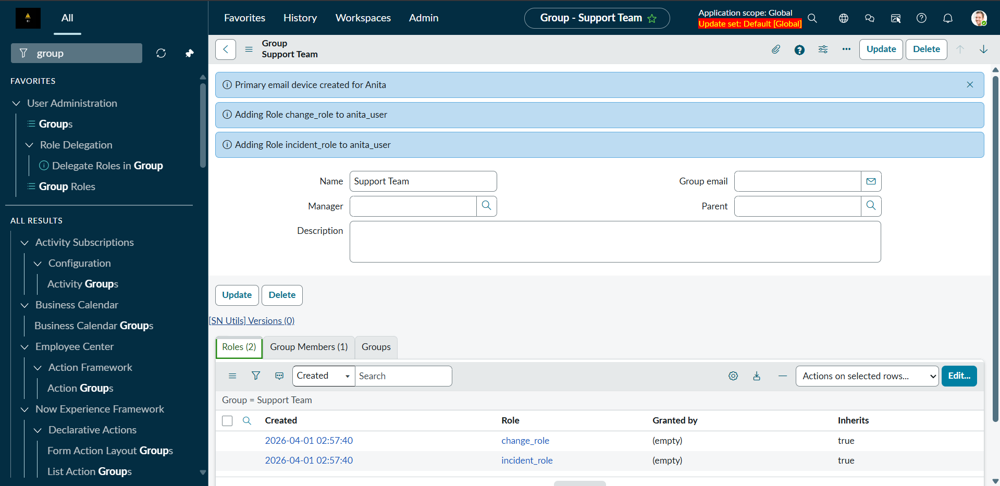 All
Favorites
History
Workspaces
Admin
Group - Support Team
Application scope: Global
Update set: Default [Global]
group
FAVORITES
User Administration
Groups
Role Delegation
Delegate Roles in Group
Group Roles
ALL RESULTS
Activity Subscriptions
Configuration
Activity Groups
Business Calendar
Business Calendar Groups
Employee Center
Action Framework
Action Groups
Now Experience Framework
Declarative Actions
Form Action Layout Groups
List Action Groups
Group
Support Team
Update
Delete
Primary email device created for Anita
Adding Role change_role to anita_user
Adding Role incident_role to anita_user
Name Support Team
Group email
Manager
Parent
Description
Update
Delete
[SN Utils] Versions (0)
Roles (2)
Group Members (1)
Groups
Created
Search
Actions on selected rows...
Edit...
Group = Support Team
Created Role Granted by Inherits
2026-04-01 02:57:40 change_role (empty) true
2026-04-01 02:57:40 incident_role (empty) true